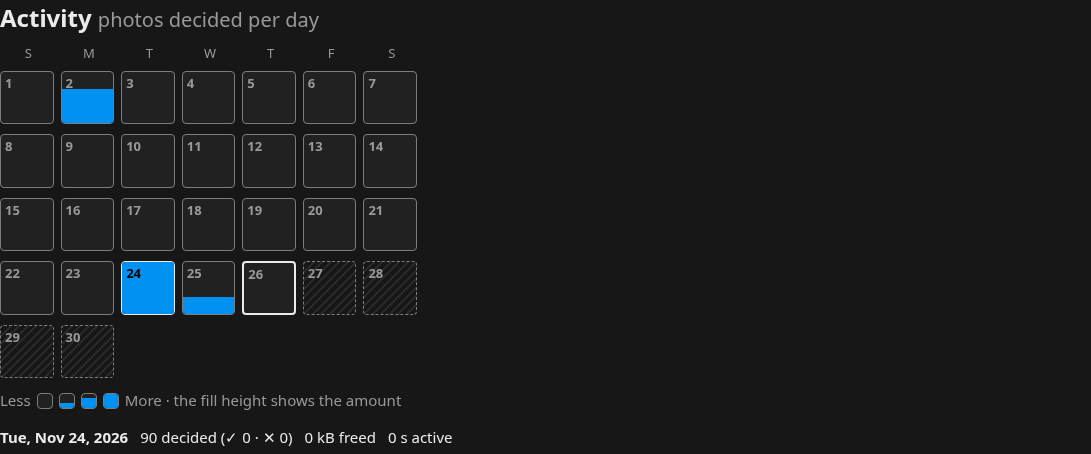 Activity photos decided per day
S M T W T F S
1 2 3 4 5 6 7
8 9 10 11 12 13 14
15 16 17 18 19 20 21
22 23 24 25 26 27 28
29 30
Less More · the fill height shows the amount
Tue, Nov 24, 2026 90 decided (✓ 0 · ✕ 0) 0 kB freed 0 s active